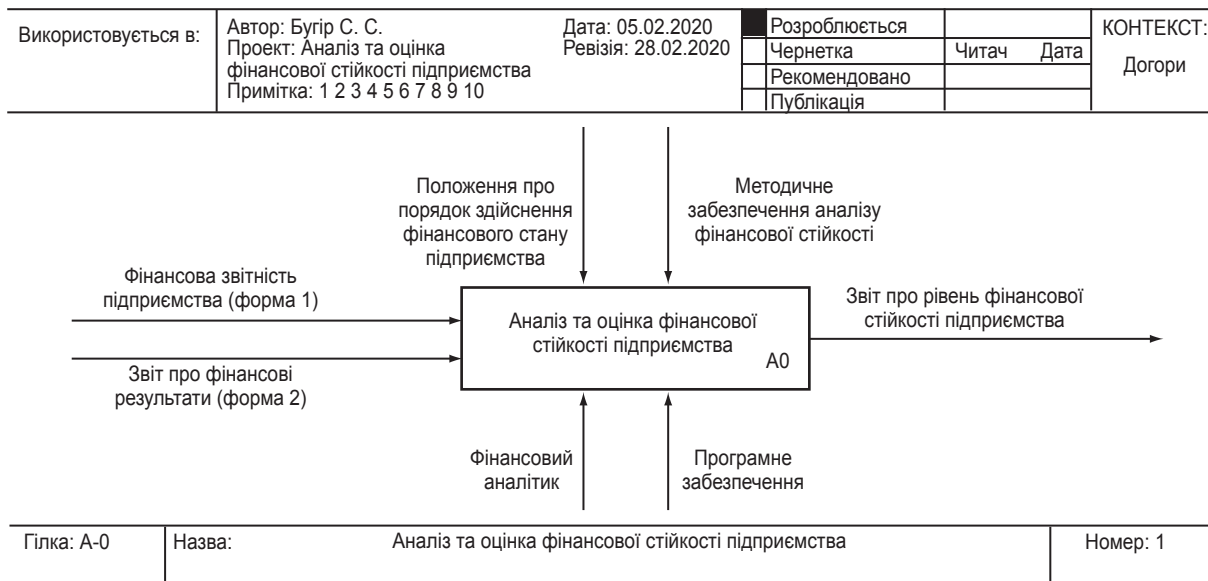 Використовується в:
Автор: Бугір С. С.
Проект: Аналіз та оцінка
фінансової стійкості підприємства
Примітка: 1 2 3 4 5 6 7 8 9 10
Дата: 05.02.2020
Ревізія: 28.02.2020
Розроблюється
Чернетка
Рекомендовано
Публікація
Читач Дата
КОНТЕКСТ:
Догори
Положення про
порядок здійснення
фінансового стану
підприємства
Методичне
забезпечення аналізу
фінансової стійкості
Фінансова звітність
підприємства (форма 1)
Звіт про фінансові
результати (форма 2)
Аналіз та оцінка фінансової
стійкості підприємства
А0
Звіт про рівень фінансової
стійкості підприємства
Фінансовий
аналітик
Програмне
забезпечення
Гілка: А-0
Назва:
Аналіз та оцінка фінансової стійкості підприємства
Номер: 1